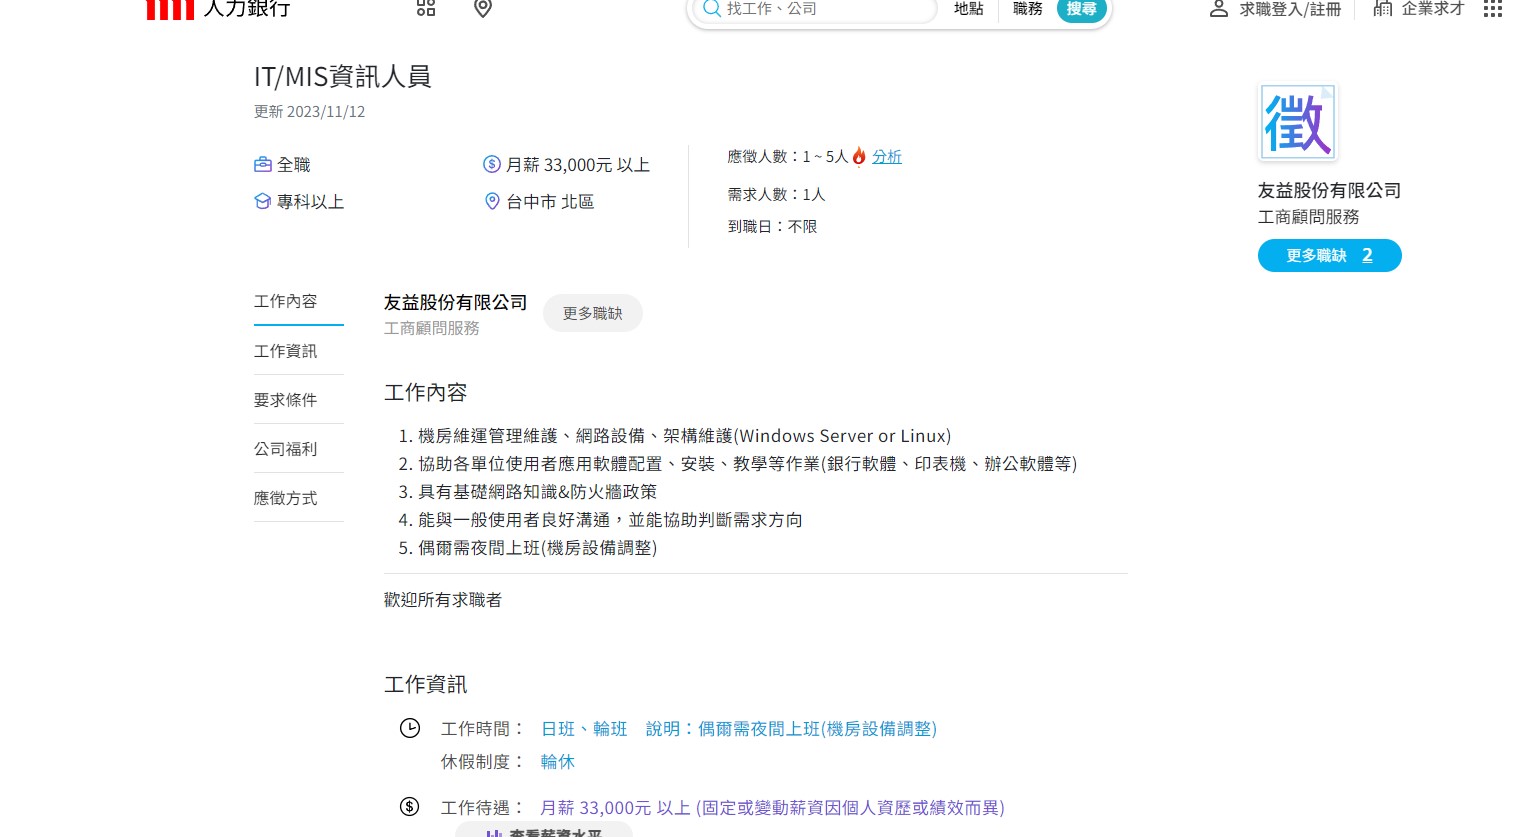 1111 人力銀行
找工作、公司 地點 職務 搜尋
求職登入/註冊 企業求才
IT/MIS資訊人員
更新 2023/11/12
全職
月薪 33,000元 以上
專科以上
台中市 北區
應徵人數：1 ~ 5人 分析
需求人數：1人
到職日：不限
徵
友益股份有限公司
工商顧問服務
更多職缺 2
工作內容
工作資訊
要求條件
公司福利
應徵方式
友益股份有限公司
工商顧問服務
更多職缺
工作內容
1. 機房維運管理維護、網路設備、架構維護(Windows Server or Linux)
2. 協助各單位使用者應用軟體配置、安裝、教學等作業(銀行軟體、印表機、辦公軟體等)
3. 具有基礎網路知識&防火牆政策
4. 能與一般使用者良好溝通，並能協助判斷需求方向
5. 偶爾需夜間上班(機房設備調整)
歡迎所有求職者
工作資訊
工作時間： 日班、輪班 說明：偶爾需夜間上班(機房設備調整)
休假制度： 輪休
工作待遇： 月薪 33,000元 以上 (固定或變動薪資因個人資歷或績效而異)
查看薪資水平